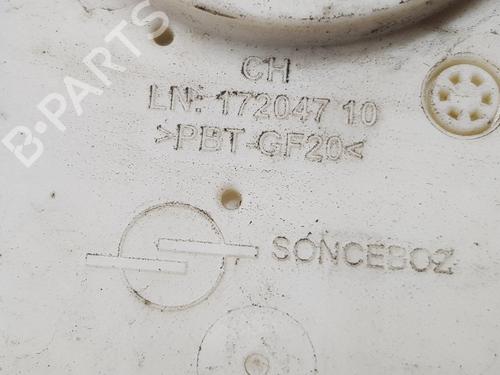 B-PARTS
CH
LN: 172047 10
>PBT-GF20<
SONCEBOZ